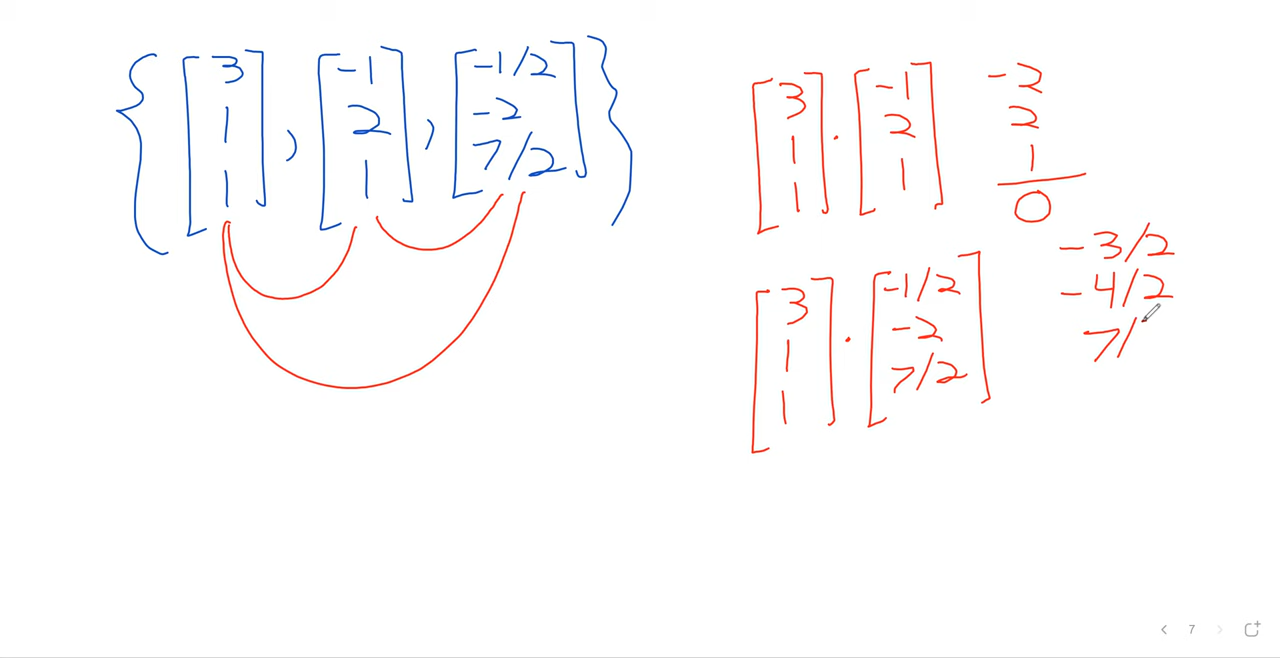 { [ 3 1 1 ] , [ -1 2 1 ] , [ -1/2 -2 7/2 ] }
[ 3 1 1 ] · [ -1 2 1 ]
-3
2
1
0
[ 3 1 1 ] · [ -1/2 -2 7/2 ]
-3/2
-4/2
7/
7